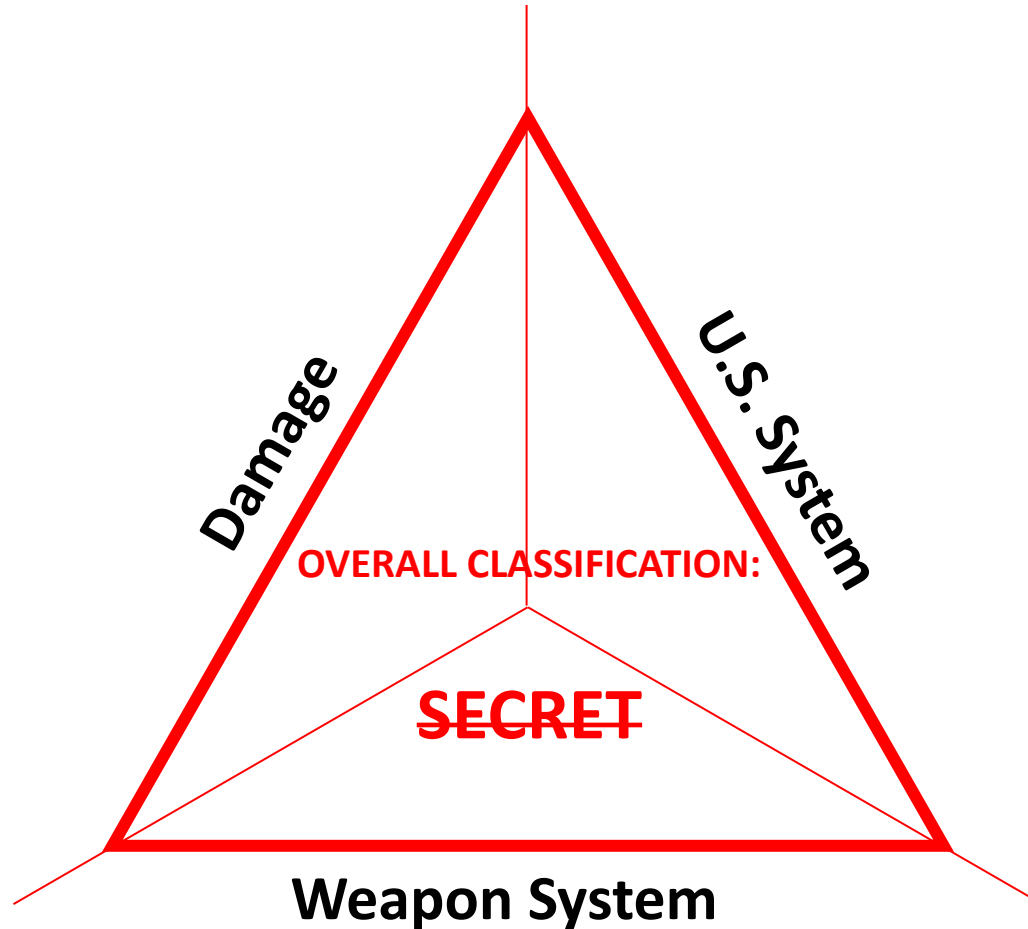 Damage
U.S. System
OVERALL CLASSIFICATION:
SECRET
Weapon System